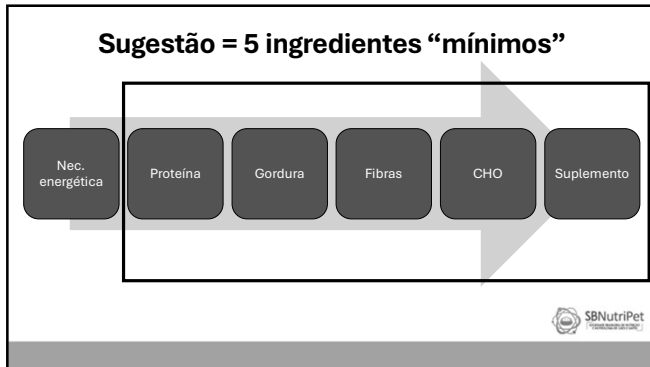 Sugestão = 5 ingredientes “mínimos”
Nec.
energética
Proteína
Gordura
Fibras
CHO
Suplemento
SBNutriPet